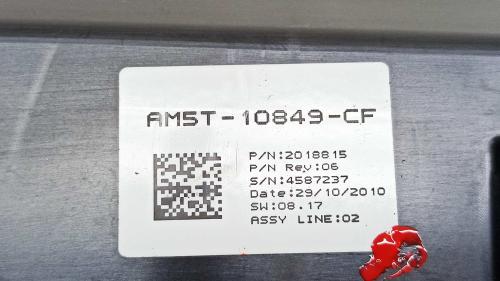 AM5T-10849-CF
P/N:2018815
P/N Rev:06
S/N:4587237
Date:29/10/2010
SW:08.17
ASSY LINE:02